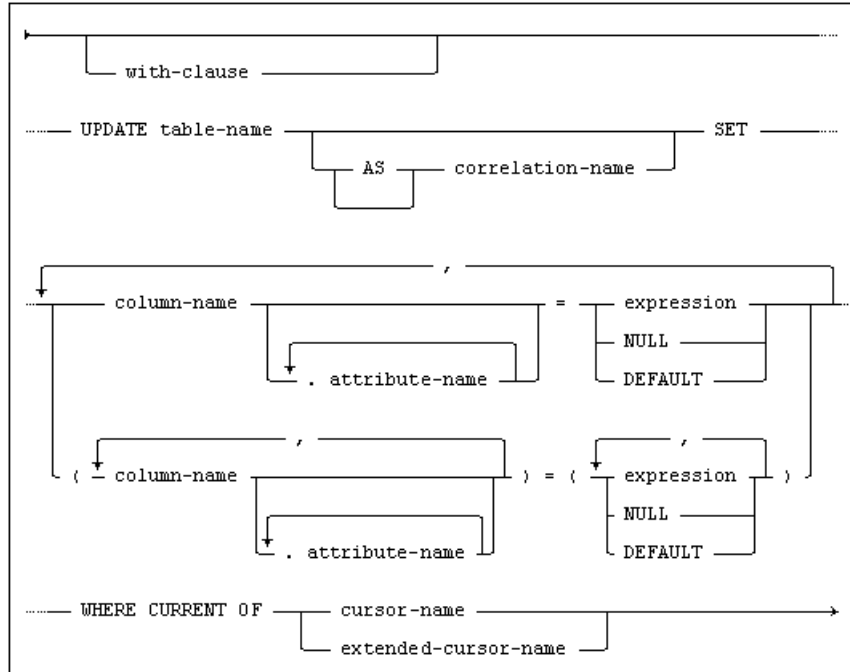 with-clause
UPDATE table-name SET
AS correlation-name
,
column-name = expression
NULL
. attribute-name DEFAULT
, ,
( column-name ) = ( expression )
NULL
. attribute-name DEFAULT
WHERE CURRENT OF cursor-name
extended-cursor-name